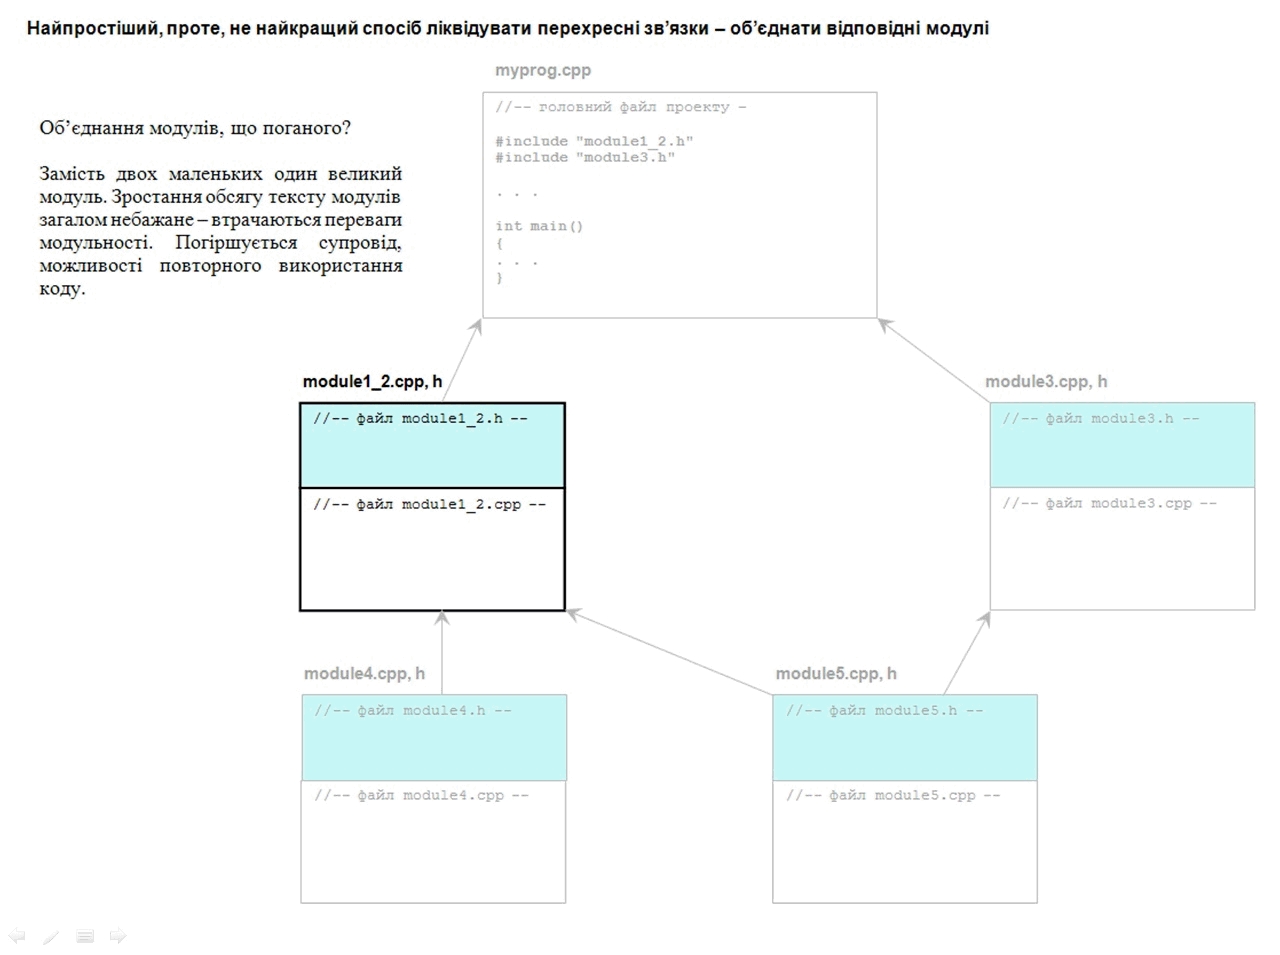 Найпростіший, проте, не найкращий спосіб ліквідувати перехресні зв’язки – об’єднати відповідні модулі
myprog.cpp
//-- головний файл проекту –
#include "module1_2.h"
#include "module3.h"
. . .
int main()
{
. . .
}
Об’єднання модулів, що поганого?
Замість двох маленьких один великий
модуль. Зростання обсягу тексту модулів
загалом небажане – втрачаються переваги
модульності. Погіршується супровід,
можливості повторного використання
коду.
module1_2.cpp, h
//-- файл module1_2.h --
//-- файл module1_2.cpp --
module3.cpp, h
//-- файл module3.h --
//-- файл module3.cpp --
module4.cpp, h
//-- файл module4.h --
//-- файл module4.cpp --
module5.cpp, h
//-- файл module5.h --
//-- файл module5.cpp --